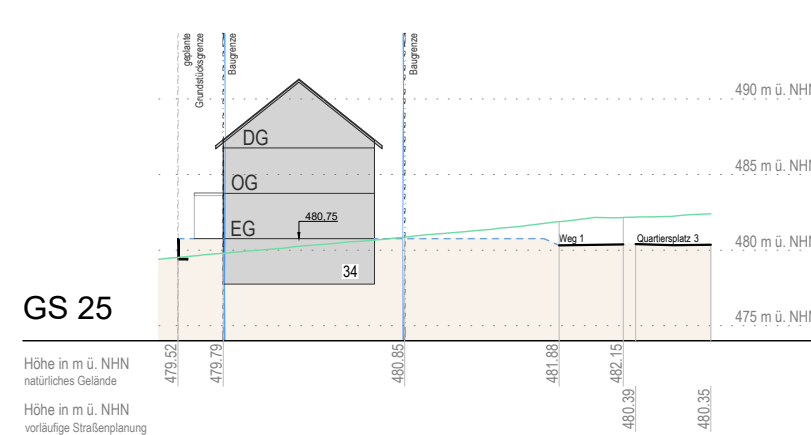 geplante
Grundstücksgrenze
Baugrenze
Baugrenze
490 m ü. NHN
DG
485 m ü. NHN
OG
480.75
EG
Weg 1
Quartiersplatz 3
480 m ü. NHN
34
GS 25
475 m ü. NHN
Höhe in m ü. NHN
natürliches Gelände
479.52
479.79
480.85
481.88
482.15
Höhe in m ü. NHN
vorläufige Straßenplanung
480.39
480.35